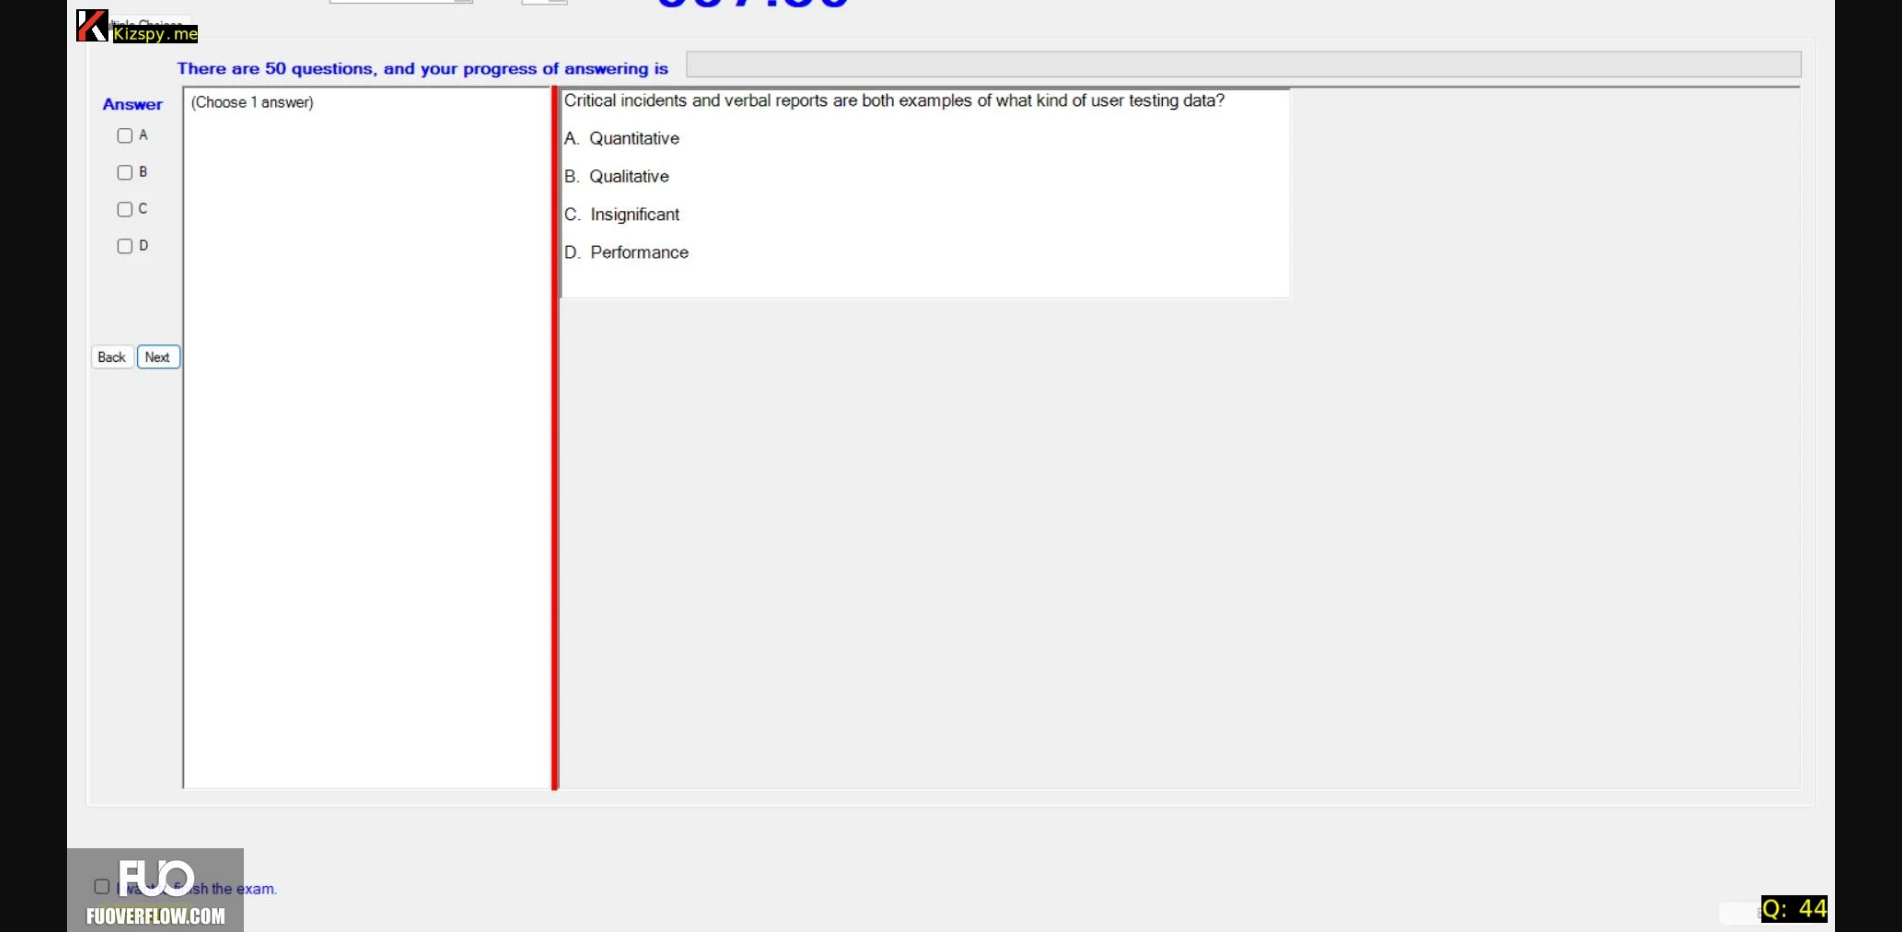 Kizspy.me
There are 50 questions, and your progress of answering is
Answer
(Choose 1 answer)
A
B
C
D
Back
Next
Critical incidents and verbal reports are both examples of what kind of user testing data?
A. Quantitative
B. Qualitative
C. Insignificant
D. Performance
I want finish the exam.
FUO
FUOVERFLOW.COM
Q: 44